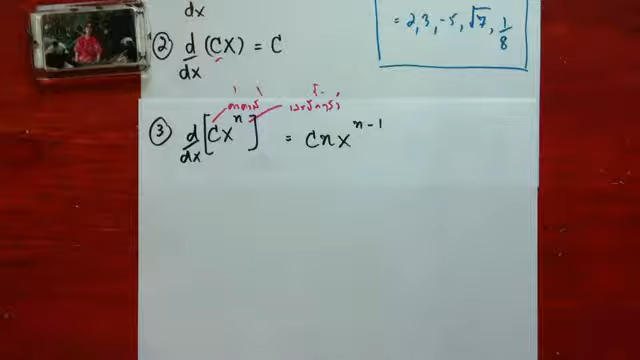 d/dx
= 2, 3, -5, √7, 1/8
② d/dx (cx) = c
③ d/dx [cx^n] = cnx^(n-1)